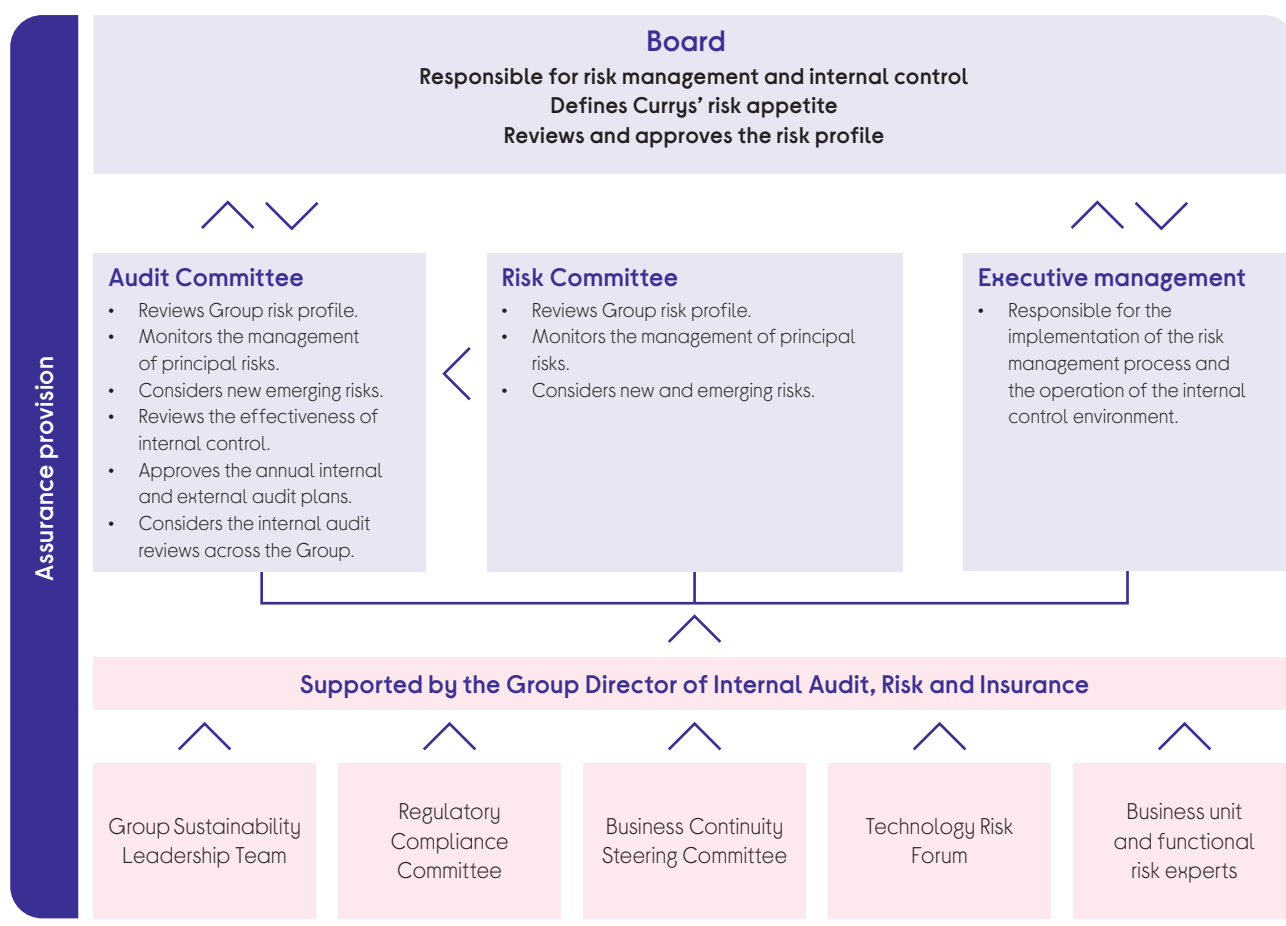 Assurance provision
Board
Responsible for risk management and internal control
Defines Currys’ risk appetite
Reviews and approves the risk profile
Audit Committee
• Reviews Group risk profile.
• Monitors the management
of principal risks.
• Considers new emerging risks.
• Reviews the effectiveness of
internal control.
• Approves the annual internal
and external audit plans.
• Considers the internal audit
reviews across the Group.
Risk Committee
• Reviews Group risk profile.
• Monitors the management of principal
risks.
• Considers new and emerging risks.
Executive management
• Responsible for the
implementation of the risk
management process and
the operation of the internal
control environment.
Supported by the Group Director of Internal Audit, Risk and Insurance
Group Sustainability
Leadership Team
Regulatory
Compliance
Committee
Business Continuity
Steering Committee
Technology Risk
Forum
Business unit
and functional
risk experts